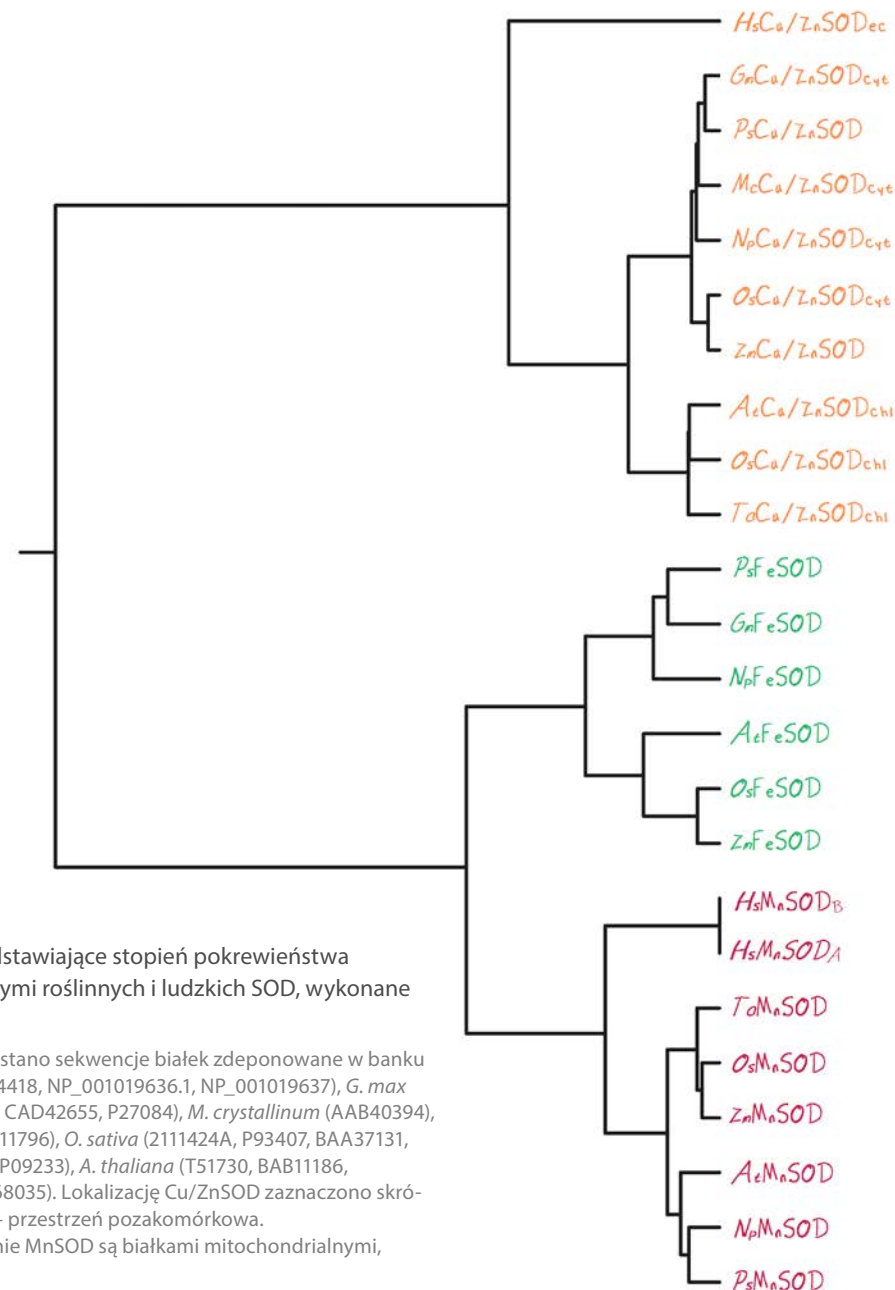 HsCu/ZnSODec
GmCu/ZnSODcyt
PsCu/ZnSOD
McCu/ZnSODcyt
NpCu/ZnSODcyt
OsCu/ZnSODcyt
ZmCu/ZnSOD
AtCu/ZnSODchl
OsCu/ZnSODchl
TaCu/ZnSODchl
PsFeSOD
GmFeSOD
NpFeSOD
AtFeSOD
OsFeSOD
ZmFeSOD
HsMnSODB
HsMnSODA
TaMnSOD
OsMnSOD
ZmMnSOD
AtMnSOD
NpMnSOD
PsMnSOD
dstawiające stopień pokrewieństwa
ymi roślinnych i ludzkich SOD, wykonane
stano sekwencje białek zdeponowane w banku
4418, NP_001019636.1, NP_001019637), G. max
CAD42655, P27084), M. crystallinum (AAB40394),
11796), O. sativa (2111424A, P93407, BAA37131,
P09233), A. thaliana (T51730, BAB11186,
68035). Lokalizację Cu/ZnSOD zaznaczono skró-
- przestrzeń pozakomórkowa.
nie MnSOD są białkami mitochondrialnymi,